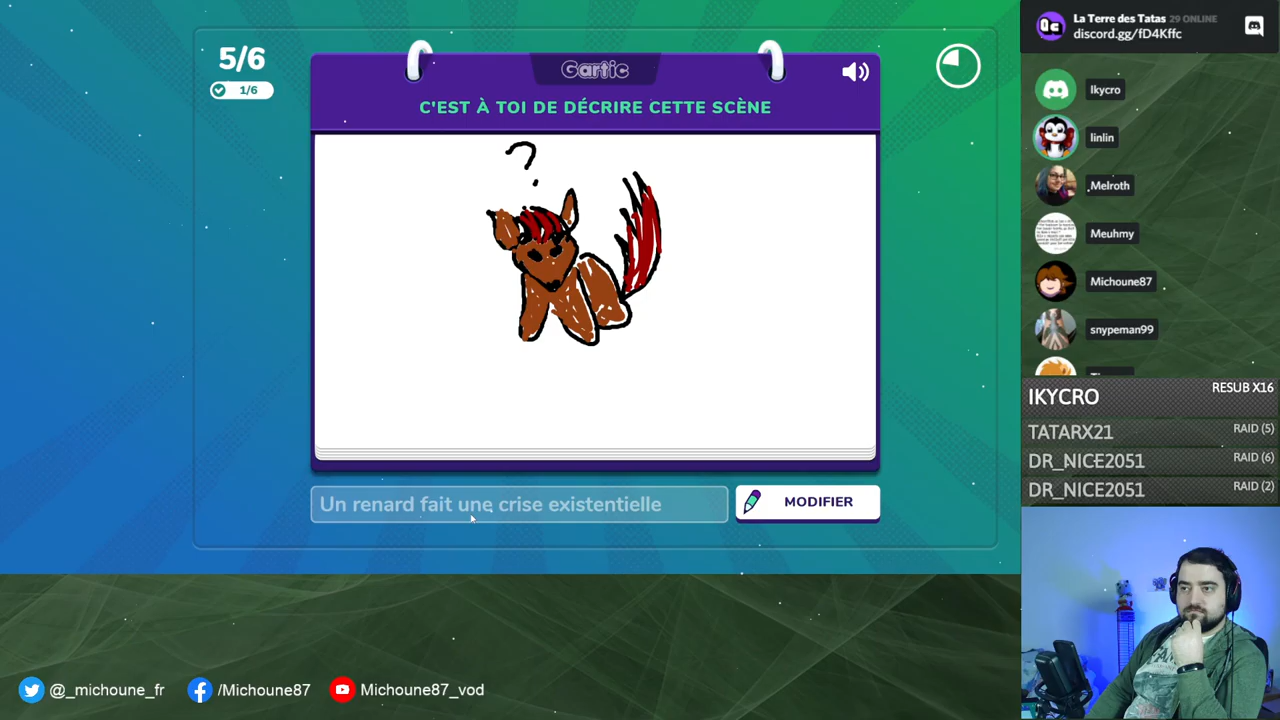 5/6
1/6
Gartic
C'EST À TOI DE DÉCRIRE CETTE SCÈNE
?
Un renard fait une crise existentielle
MODIFIER
La Terre des Tatas 29 ONLINE
discord.gg/fD4Kffc
Ikycro
linlin
Melroth
Meuhmy
Michoune87
snypeman99
IKYCRO RESUB X16
TATARX21 RAID (5)
DR_NICE2051 RAID (6)
DR_NICE2051 RAID (2)
@_michoune_fr /Michoune87 Michoune87_vod